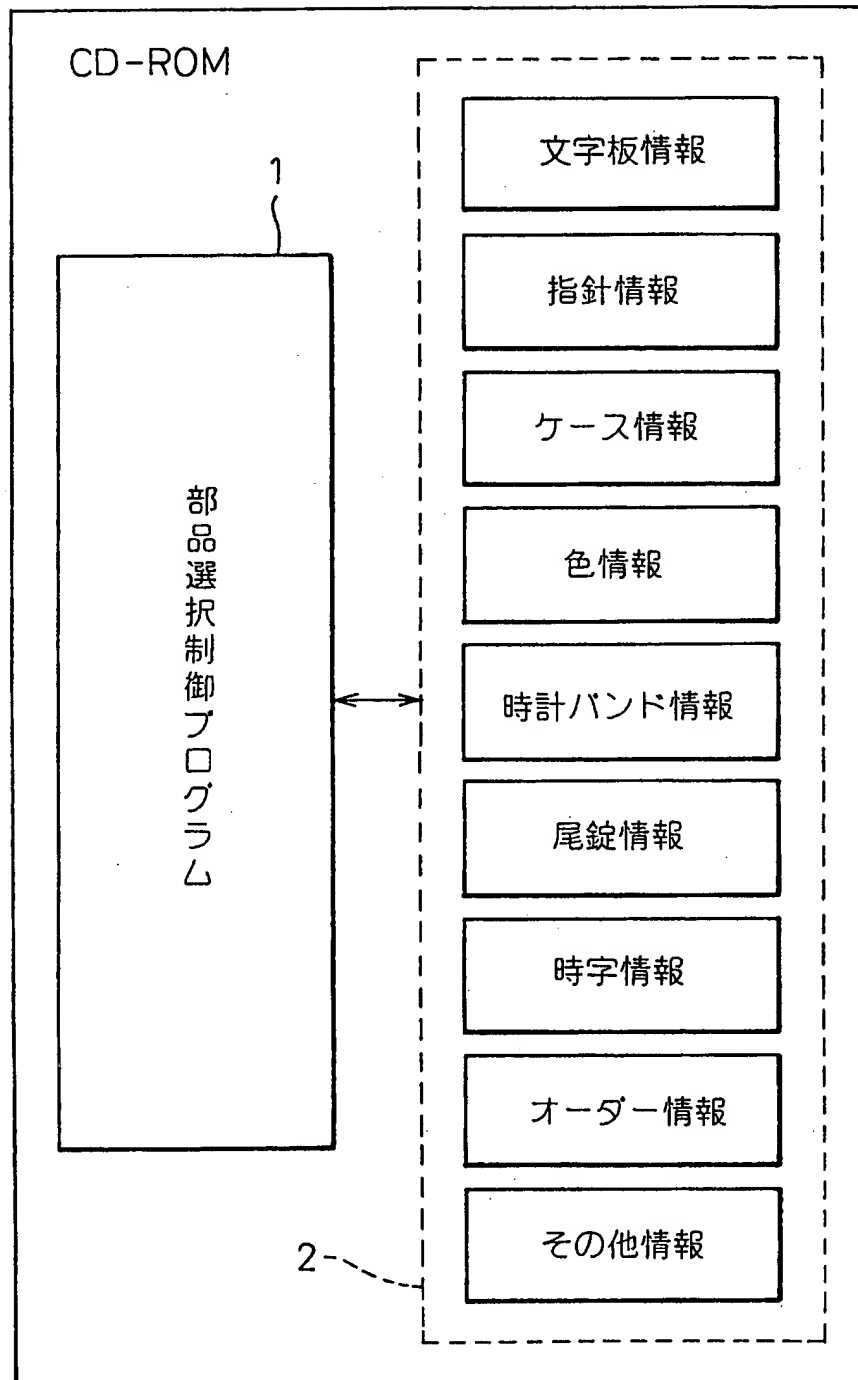 CD-ROM
1
部品選択制御プログラム
文字板情報
指針情報
ケース情報
色情報
時計バンド情報
尾錠情報
時字情報
オーダー情報
その他情報
2